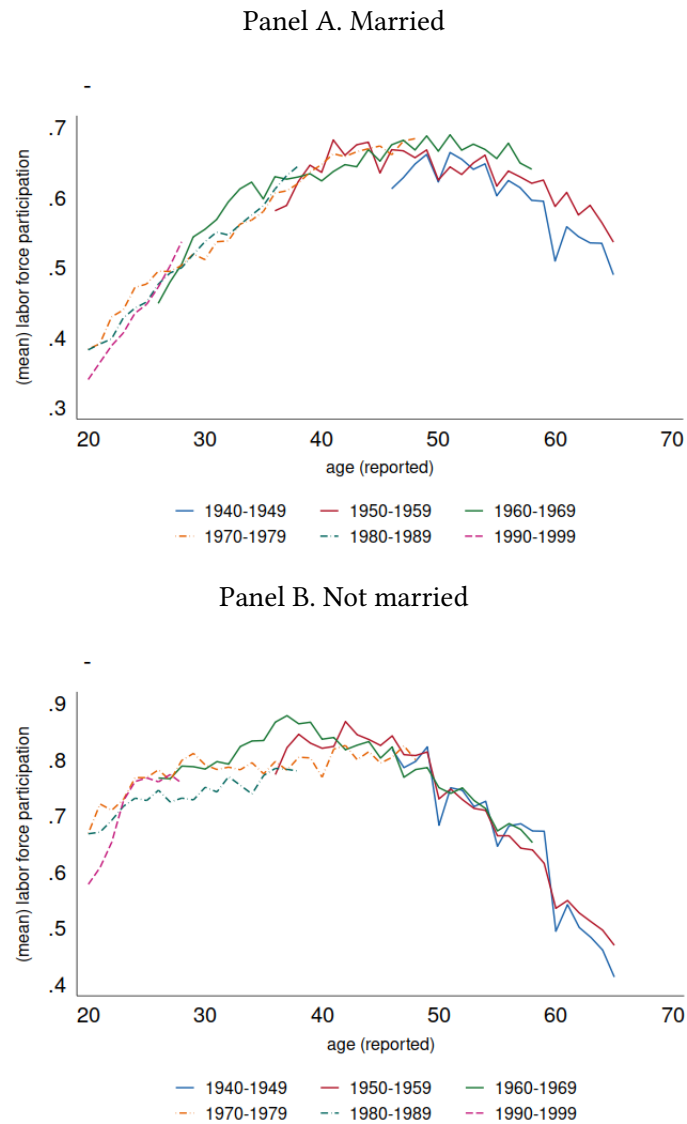 Panel A. Married
-
.7
.6
.5
.4
.3
(mean) labor force participation
20 30 40 50 60 70
age (reported)
1940-1949 1950-1959 1960-1969
1970-1979 1980-1989 1990-1999
Panel B. Not married
-
.9
.8
.7
.6
.5
.4
(mean) labor force participation
20 30 40 50 60 70
age (reported)
1940-1949 1950-1959 1960-1969
1970-1979 1980-1989 1990-1999